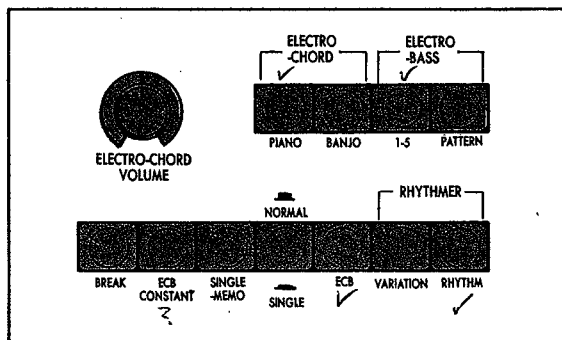 ELECTRO
-CHORD
ELECTRO
-BASS
PIANO BANJO 1-5 PATTERN
ELECTRO-CHORD
VOLUME
NORMAL
RHYTHMER
BREAK ECB
CONSTANT SINGLE
-MEMO SINGLE ECB VARIATION RHYTHM